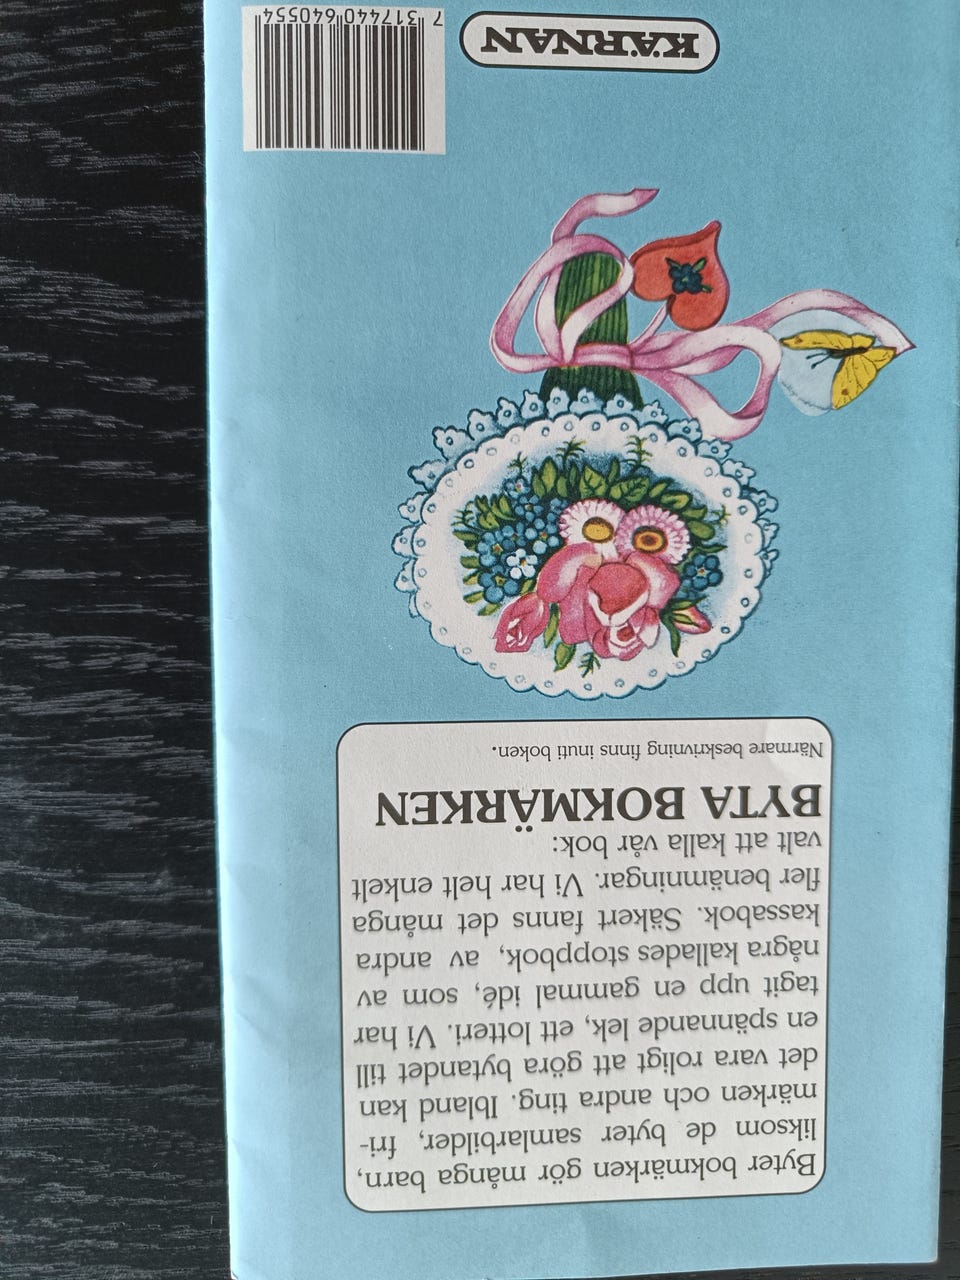 Byter bokmärken gör många barn,
liksom de byter samlarbilder, fri-
märken och andra ting. Ibland kan
det vara roligt att göra bytandet till
en spännande lek, ett lotteri. Vi har
tagit upp en gammal idé, som av
några kallades stoppbok, av andra
kassabok. Säkert fanns det många
fler benämningar. Vi har helt enkelt
valt att kalla vår bok:
BYTA BOKMÄRKEN
Närmare beskrivning finns inuti boken.
KÄRNAN
7 317440 640554